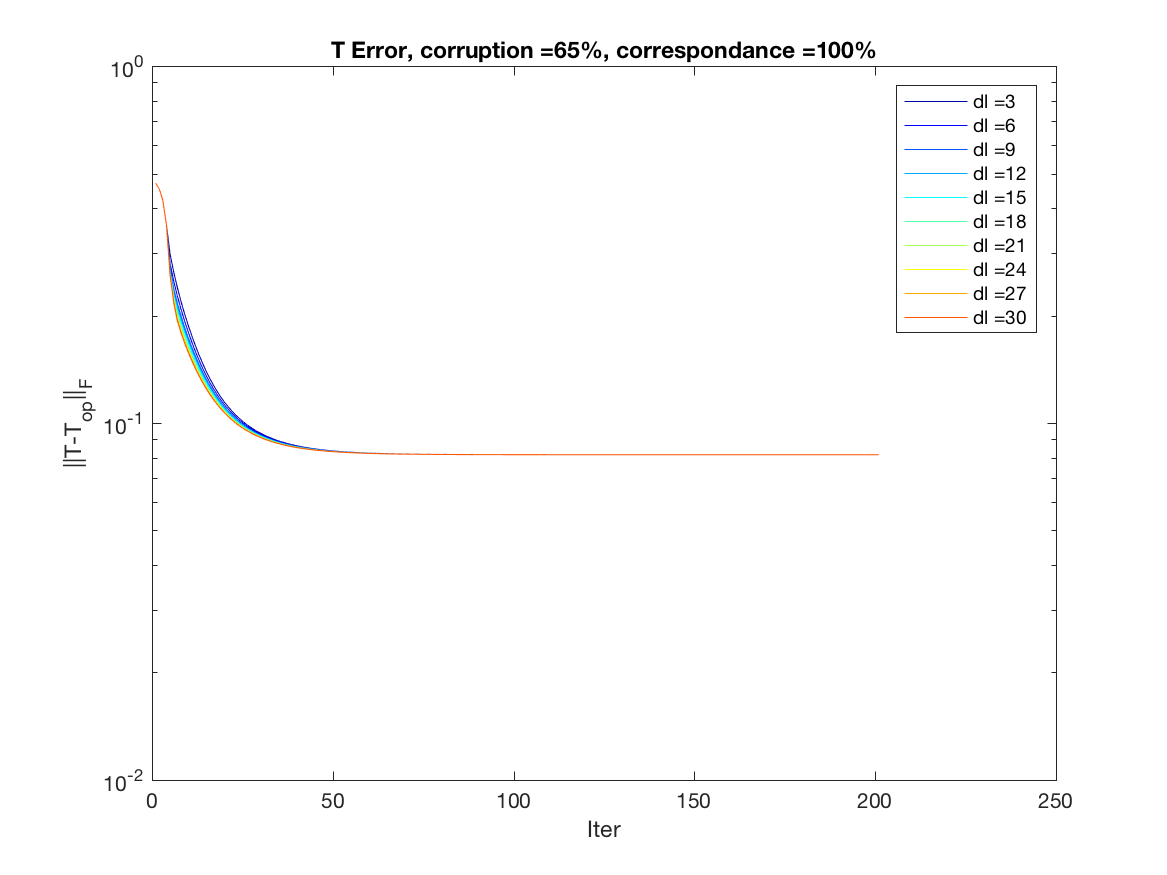 T Error, corruption =65%, correspondance =100%
10^0
10^-1
10^-2
||T-T_op||_F
0 50 100 150 200 250
Iter
dl =3
dl =6
dl =9
dl =12
dl =15
dl =18
dl =21
dl =24
dl =27
dl =30